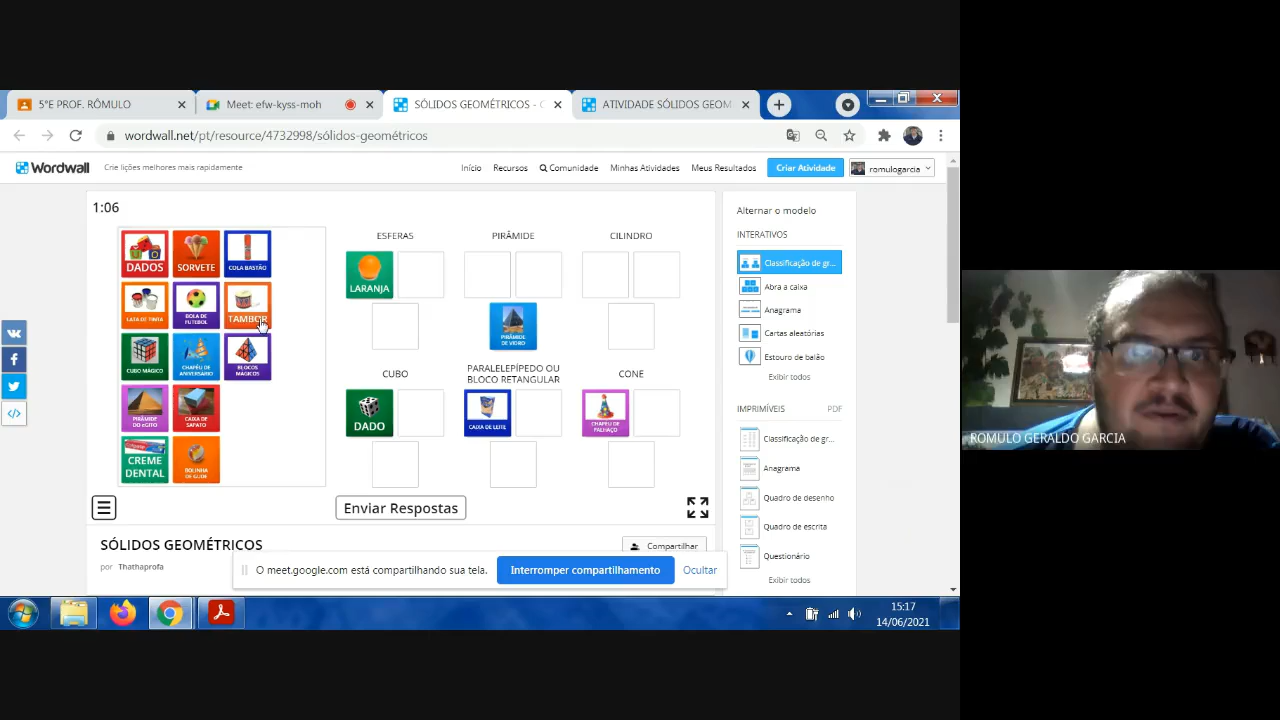 5°E PROF. RÔMULO
Meet: efw-kyss-moh
SÓLIDOS GEOMÉTRICOS - C
ATIVIDADE SÓLIDOS GEOM
wordwall.net/pt/resource/4732998/sólidos-geométricos
Wordwall
Crie lições melhores mais rapidamente
Início
Recursos
Comunidade
Minhas Atividades
Meus Resultados
Criar Atividade
romulogarcia
1:06
DADOS
SORVETE
COLA BASTÃO
LATA DE TINTA
BOLA DE
FUTEBOL
TAMBOR
CUBO MÁGICO
CHAPÉU DE
ANIVERSÁRIO
BLOCOS
MÁGICOS
PIRÂMIDE
DO EGITO
CAIXA DE
SAPATO
CREME
DENTAL
BOLINHA
DE GUDE
ESFERAS
LARANJA
PIRÂMIDE
PIRÂMIDE
DE VIDRO
CILINDRO
CUBO
DADO
PARALELEPÍPEDO OU
BLOCO RETANGULAR
CAIXA DE LEITE
CONE
CHAPÉU DE
PALHAÇO
Enviar Respostas
SÓLIDOS GEOMÉTRICOS
por Thathaprofa
Compartilhar
Alternar o modelo
INTERATIVOS
Classificação de gr...
Abra a caixa
Anagrama
Cartas aleatórias
Estouro de balão
Exibir todos
IMPRIMÍVEIS
PDF
Classificação de gr...
Anagrama
Quadro de desenho
Quadro de escrita
Questionário
Exibir todos
O meet.google.com está compartilhando sua tela.
Interromper compartilhamento
Ocultar
15:17
14/06/2021
ROMULO GERALDO GARCIA